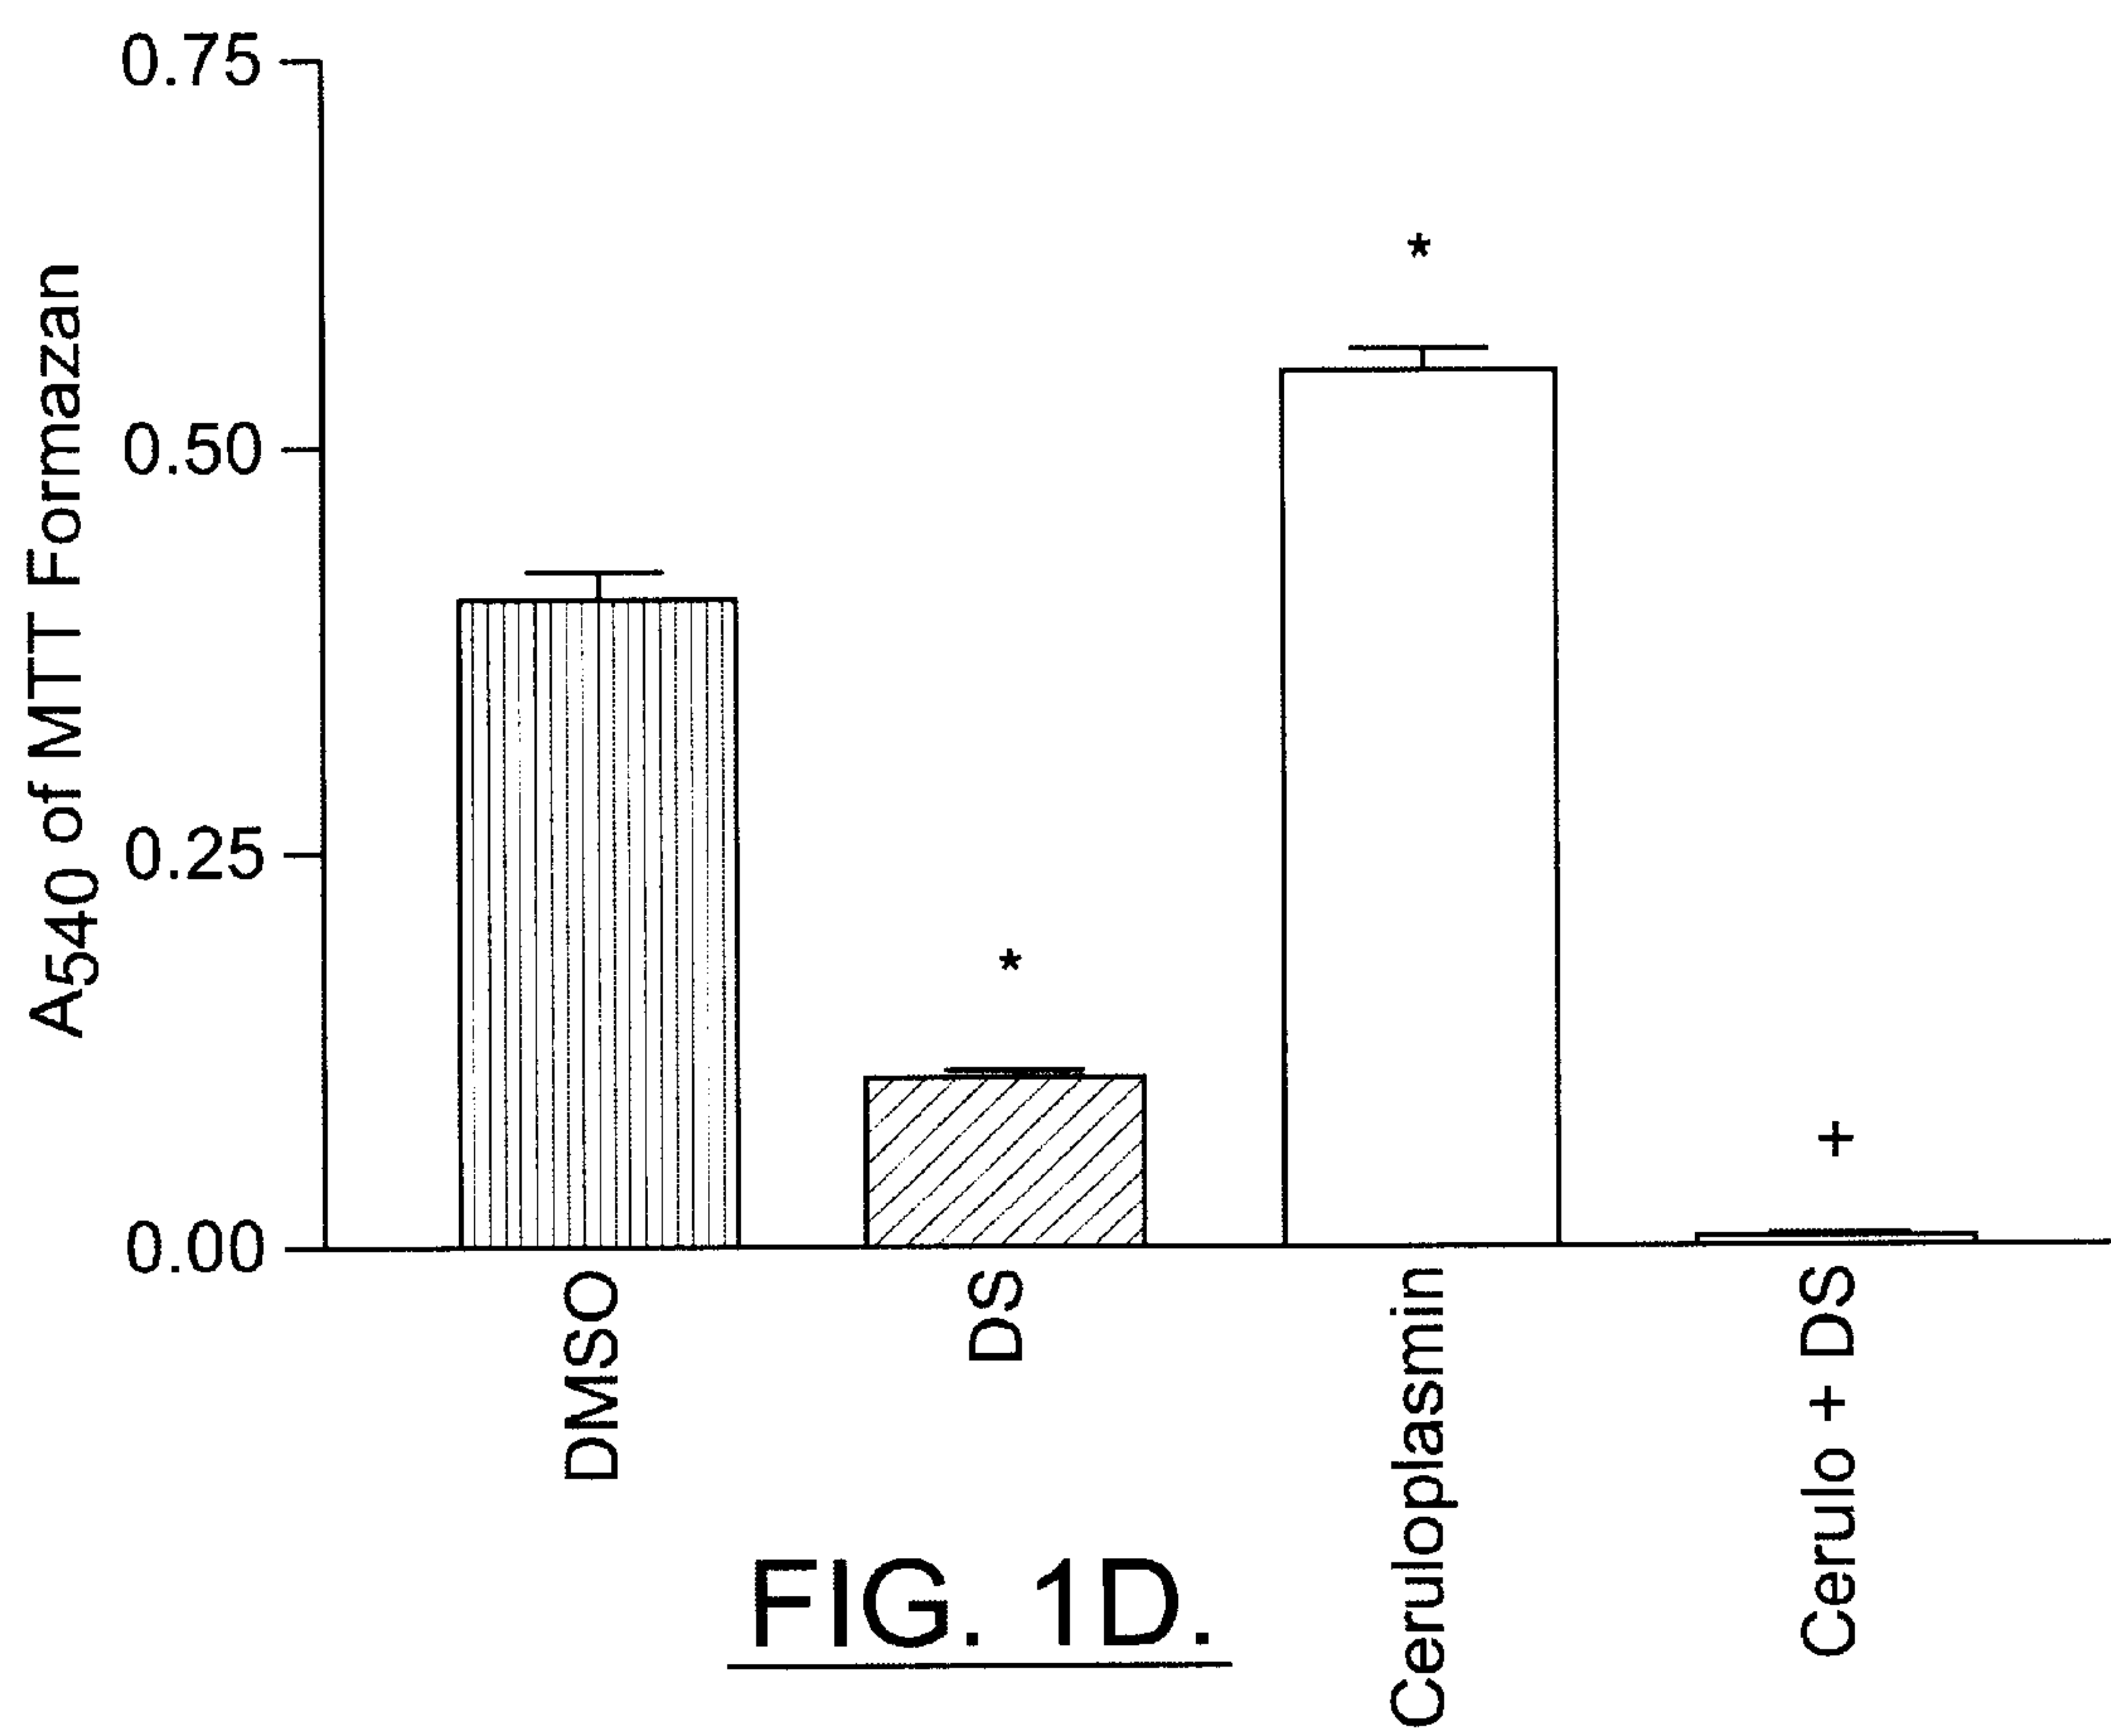 0.75
0.50
0.25
0.00
A540 of MTT Formazan
*
*
+
DMSO
DS
Ceruloplasmin
Cerulo + DS
FIG. 1D.